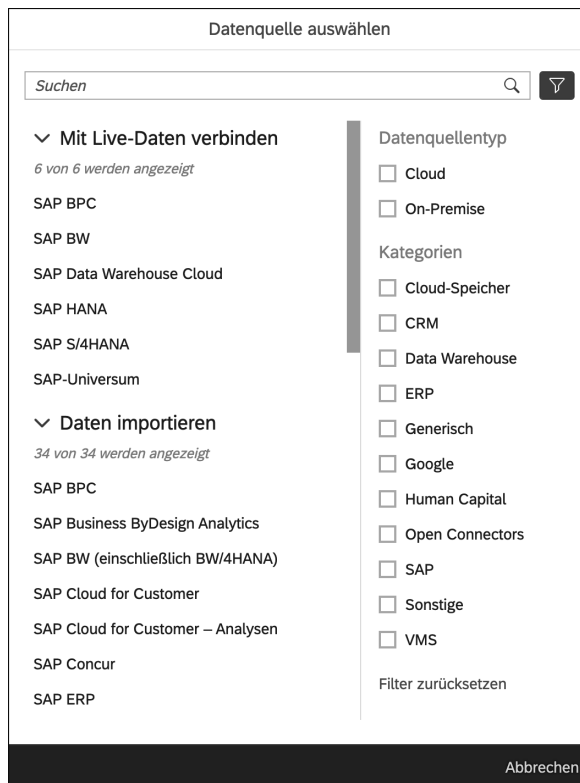 Datenquelle auswählen
Suchen
Mit Live-Daten verbinden
6 von 6 werden angezeigt
SAP BPC
SAP BW
SAP Data Warehouse Cloud
SAP HANA
SAP S/4HANA
SAP-Universum
Daten importieren
34 von 34 werden angezeigt
SAP BPC
SAP Business ByDesign Analytics
SAP BW (einschließlich BW/4HANA)
SAP Cloud for Customer
SAP Cloud for Customer – Analysen
SAP Concur
SAP ERP
Datenquellentyp
Cloud
On-Premise
Kategorien
Cloud-Speicher
CRM
Data Warehouse
ERP
Generisch
Google
Human Capital
Open Connectors
SAP
Sonstige
VMS
Filter zurücksetzen
Abbrechen